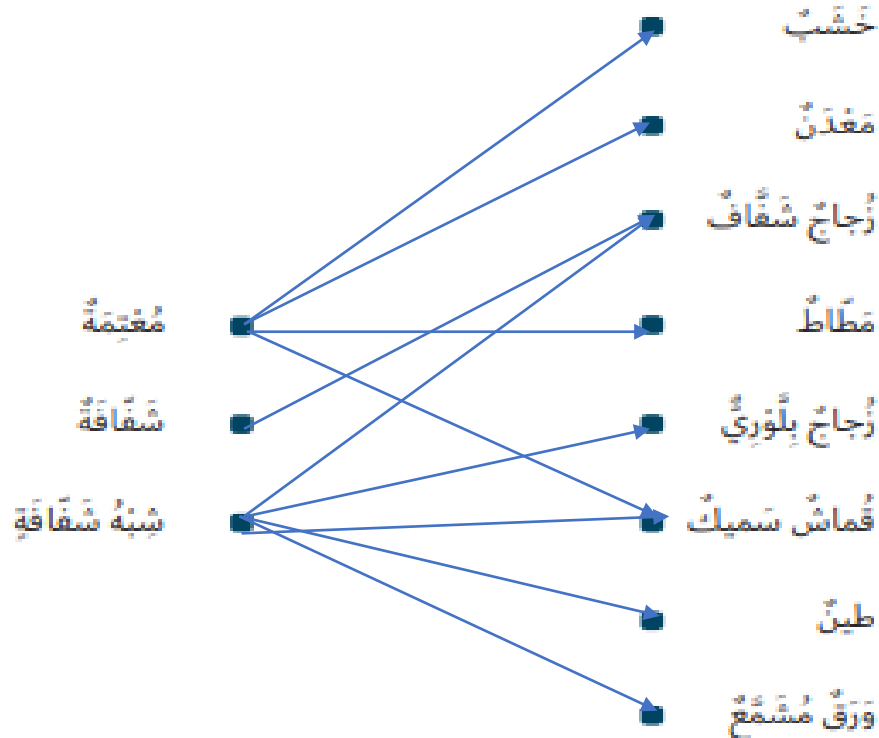 خَشَبٌ
مَعْدَنٌ
زُجاجٌ شَفّافٌ
مَطّاطٌ
زُجاجٌ بِلَّوْرِيٌّ
قُماشٌ سَميكٌ
طينٌ
وَرَقٌ مُشَمَّعٌ
مُعْتِمَةٌ
شَفّافَةٌ
شِبْهُ شَفّافَةٍ